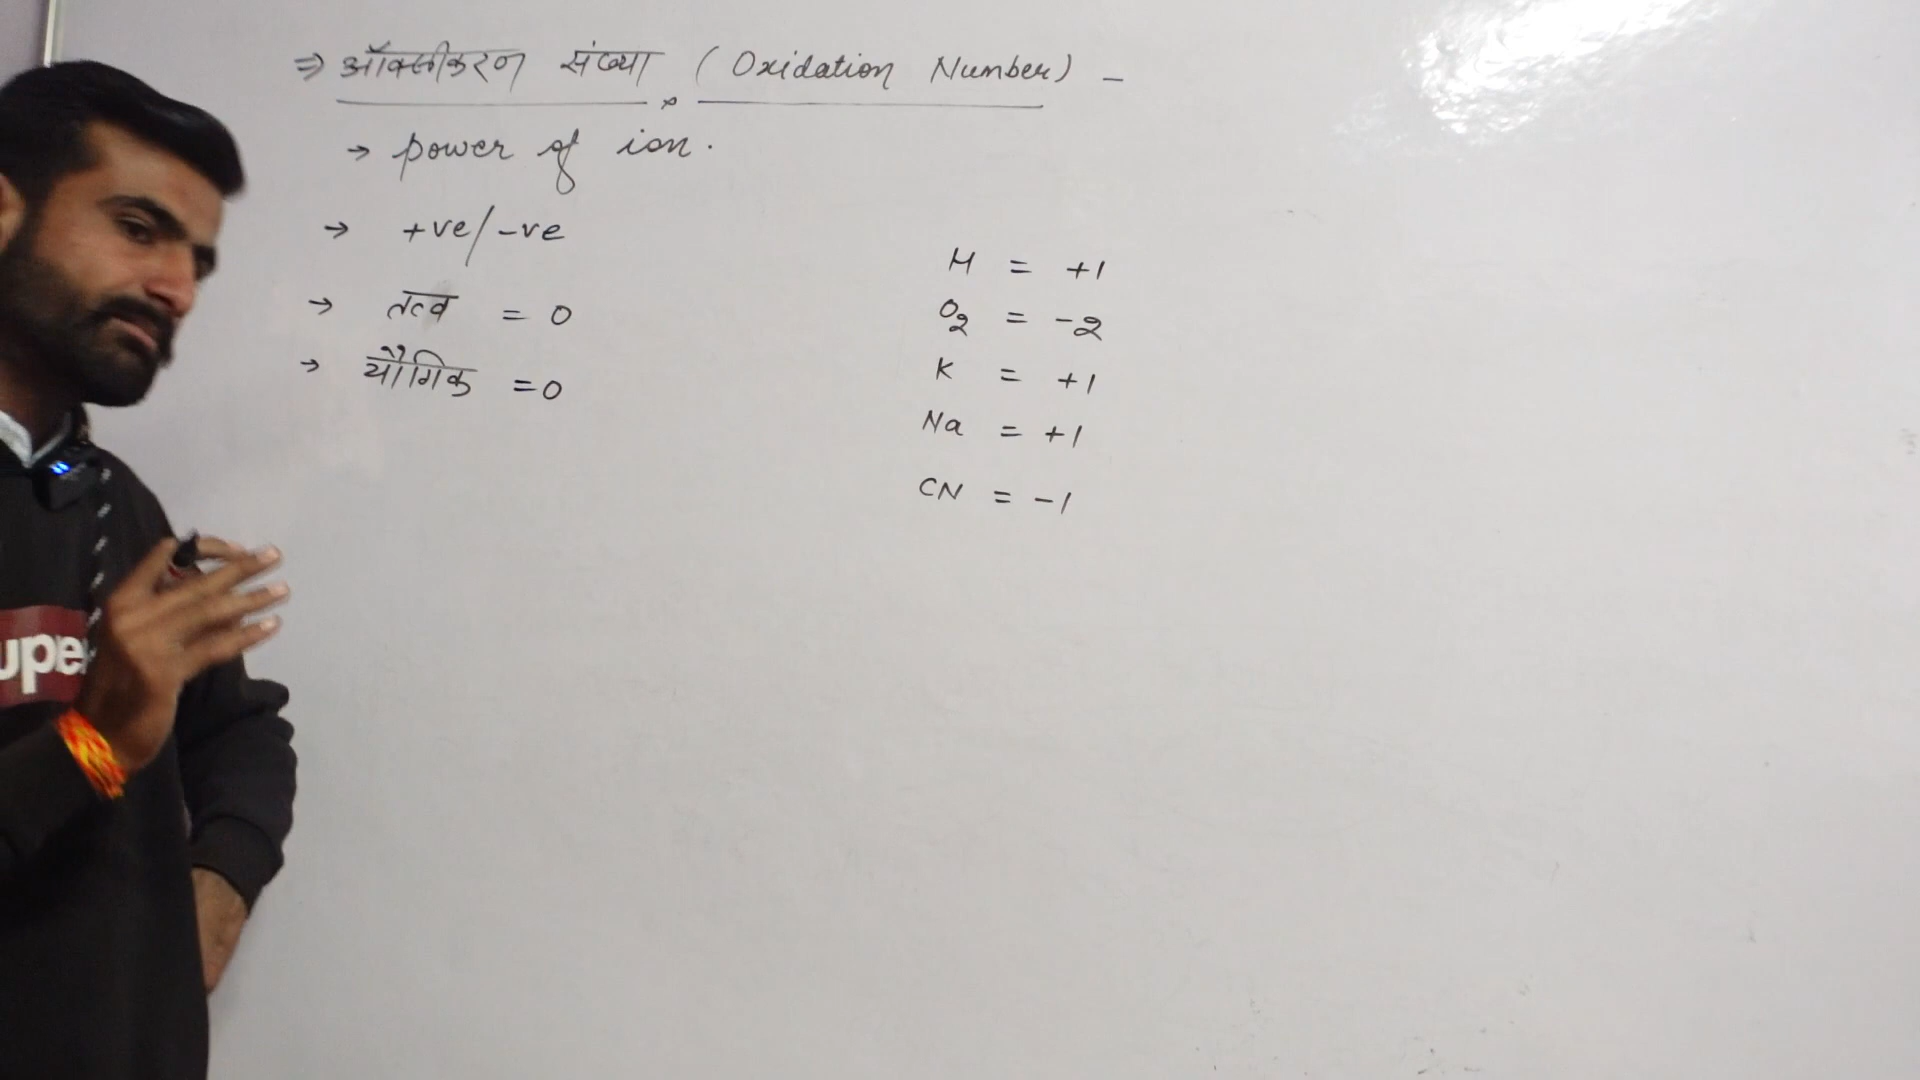 ⇒ ऑक्सीकरण संख्या ( Oxidation Number) -
→ power of ion.
→ +ve/-ve
→ तत्व = 0
→ यौगिक = 0
H = +1
O2 = -2
K = +1
Na = +1
CN = -1
upe